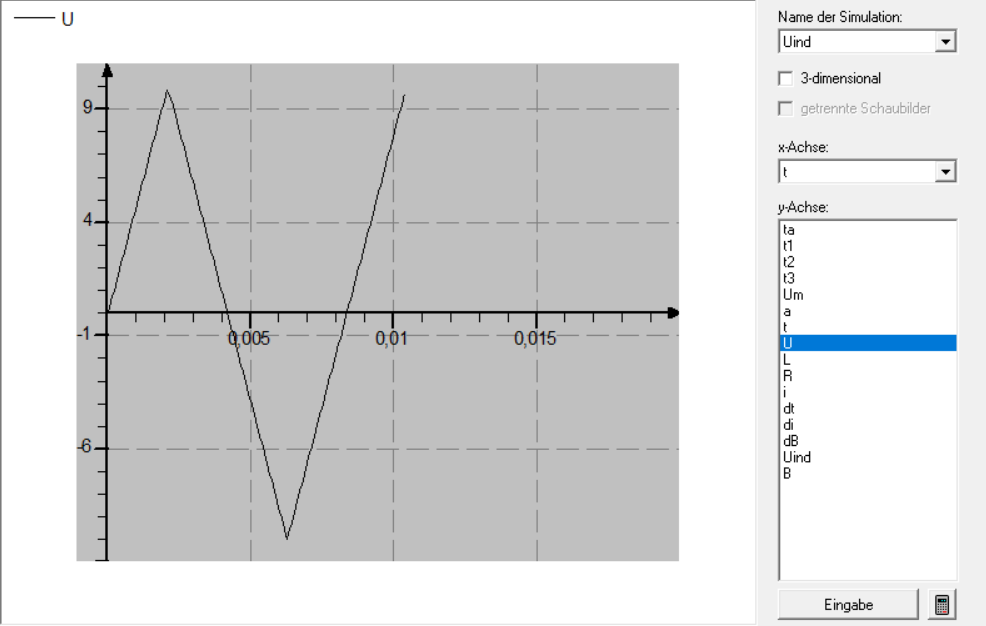 U
9
4
-1
-6
0,005
0,01
0,015
Name der Simulation:
Uind
3-dimensional
getrennte Schaubilder
x-Achse:
t
y-Achse:
ta
t1
t2
t3
Um
a
t
U
L
R
i
dt
di
dB
Uind
B
Eingabe